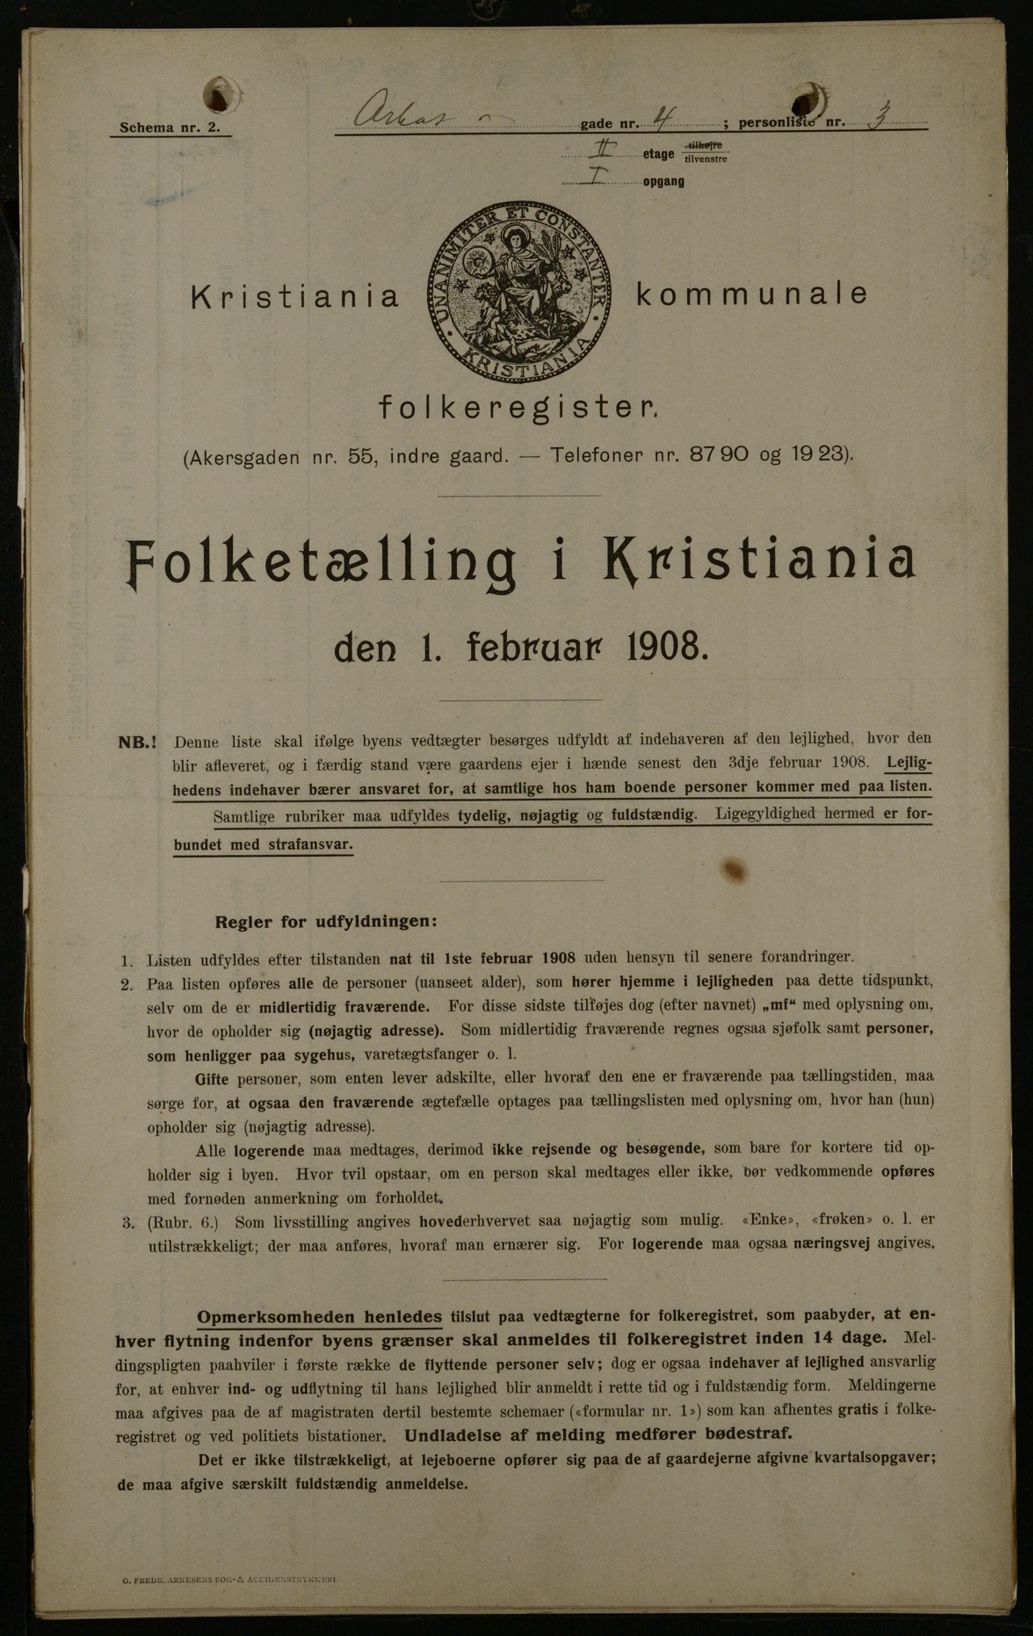 Schema nr. 2.
gade nr. 4 ; personliste nr. 3
II etage tilhøjre
tilvenstre
I opgang
UNANIMITER ET CONSTANTER
KRISTIANIA
Kristiania kommunale
folkeregister.
(Akersgaden nr. 55, indre gaard. — Telefoner nr. 87 90 og 19 23).
Folketælling i Kristiania
den 1. februar 1908.
NB.! Denne liste skal ifølge byens vedtægter besørges udfyldt af indehaveren af den lejlighed, hvor den
blir afleveret, og i færdig stand være gaardens ejer i hænde senest den 3dje februar 1908. Lejlig-
hedens indehaver bærer ansvaret for, at samtlige hos ham boende personer kommer med paa listen.
Samtlige rubriker maa udfyldes tydelig, nøjagtig og fuldstændig. Ligegyldighed hermed er for-
bundet med strafansvar.
Regler for udfyldningen:
1. Listen udfyldes efter tilstanden nat til 1ste februar 1908 uden hensyn til senere forandringer.
2. Paa listen opføres alle de personer (uanseet alder), som hører hjemme i lejligheden paa dette tidspunkt,
selv om de er midlertidig fraværende. For disse sidste tilføjes dog (efter navnet) „mf“ med oplysning om,
hvor de opholder sig (nøjagtig adresse). Som midlertidig fraværende regnes ogsaa sjøfolk samt personer,
som henligger paa sygehus, varetægtsfanger o. l.
Gifte personer, som enten lever adskilte, eller hvoraf den ene er fraværende paa tællingstiden, maa
sørge for, at ogsaa den fraværende ægtefælle optages paa tællingslisten med oplysning om, hvor han (hun)
opholder sig (nøjagtig adresse).
Alle logerende maa medtages, derimod ikke rejsende og besøgende, som bare for kortere tid op-
holder sig i byen. Hvor tvil opstaar, om en person skal medtages eller ikke, bør vedkommende opføres
med fornøden anmerkning om forholdet.
3. (Rubr. 6.) Som livsstilling angives hovederhvervet saa nøjagtig som mulig. «Enke», «frøken» o. l. er
utilstrækkeligt; der maa anføres, hvoraf man ernærer sig. For logerende maa ogsaa næringsvej angives.
Opmerksomheden henledes tilslut paa vedtægterne for folkeregistret, som paabyder, at en-
hver flytning indenfor byens grænser skal anmeldes til folkeregistret inden 14 dage. Mel-
dingspligten paahviler i første række de flyttende personer selv; dog er ogsaa indehaver af lejlighed ansvarlig
for, at enhver ind- og udflytning til hans lejlighed blir anmeldt i rette tid og i fuldstændig form. Meldingerne
maa afgives paa de af magistraten dertil bestemte schemaer («formular nr. 1») som kan afhentes gratis i folke-
registret og ved politiets bistationer. Undladelse af melding medfører bødestraf.
Det er ikke tilstrækkeligt, at lejeboerne opfører sig paa de af gaardejerne afgivne kvartalsopgaver;
de maa afgive særskilt fuldstændig anmeldelse.
O. FREDR. ARNESENS BOG- & ACCIDENSTRYKKERI.